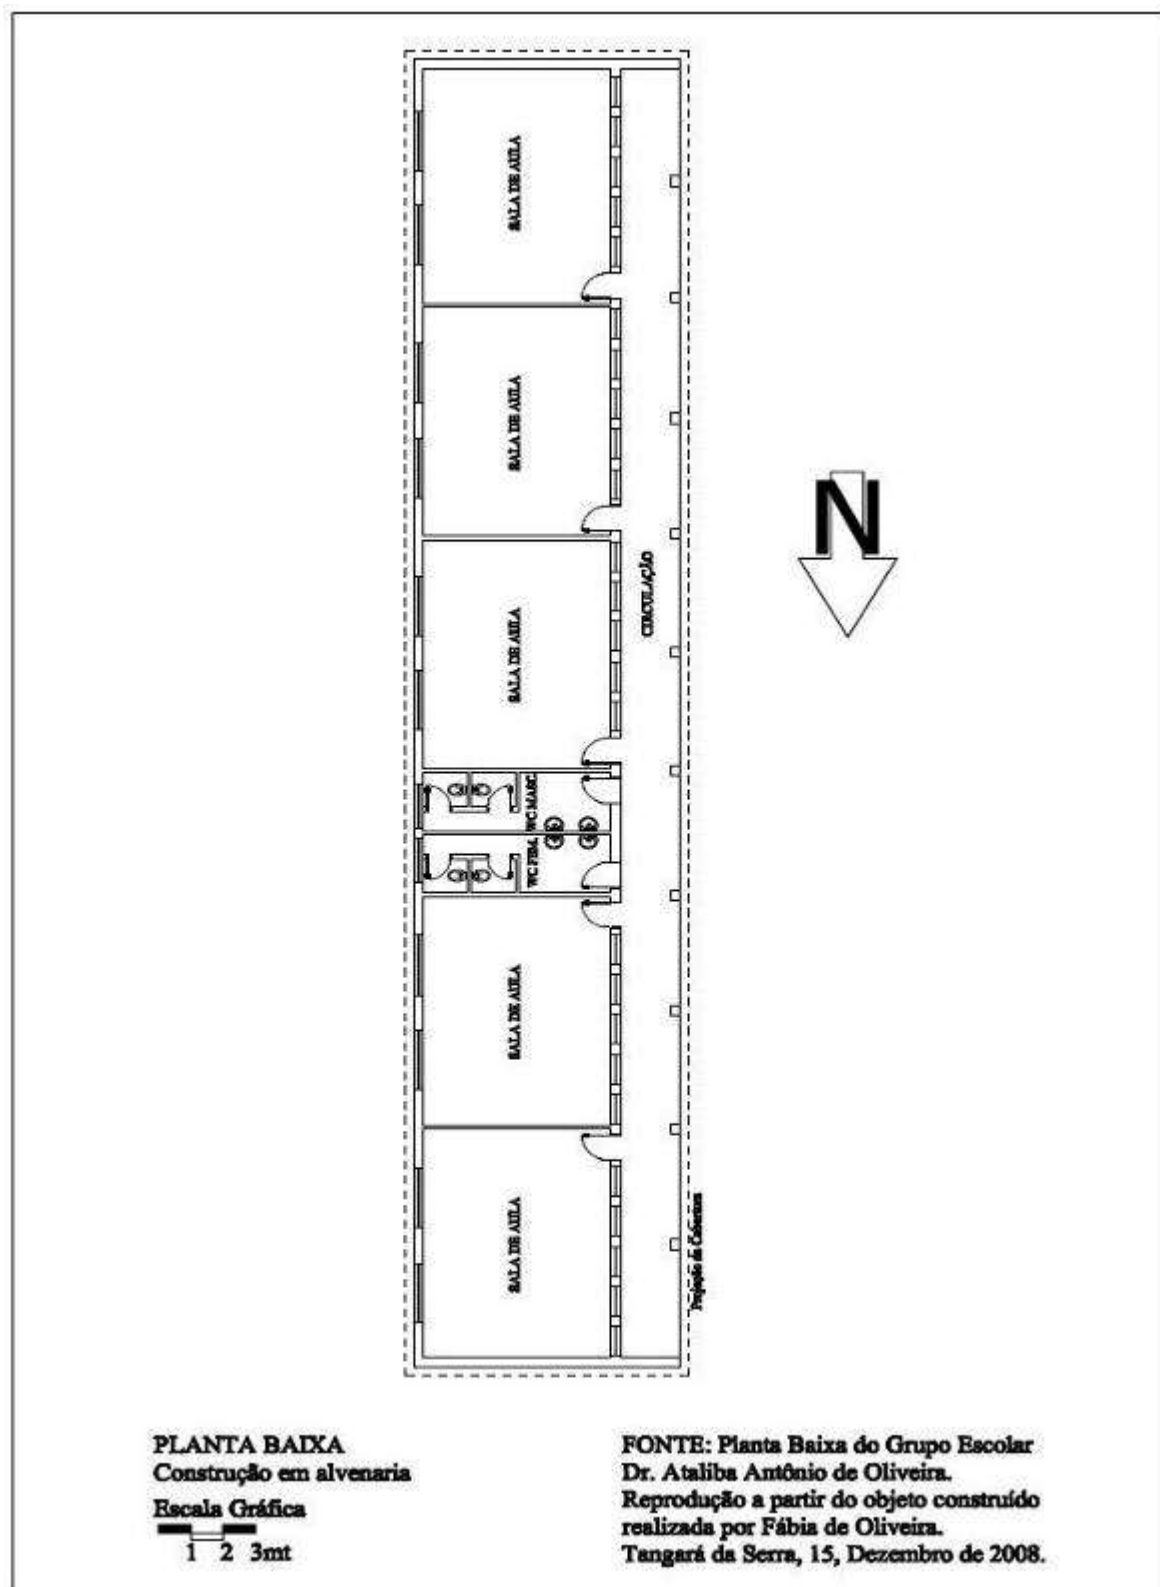 SALA DE AULA
SALA DE AULA
N
CIRCULAÇÃO
SALA DE AULA
WC MASC.
WC FEM.
SALA DE AULA
SALA DE AULA
Projeção da Cobertura
PLANTA BAIXA
Construção em alvenaria
Escala Gráfica
1 2 3mt
FONTE: Planta Baixa do Grupo Escolar
Dr. Ataliba Antônio de Oliveira.
Reprodução a partir do objeto construído
realizada por Fábia de Oliveira.
Tangará da Serra, 15, Dezembro de 2008.